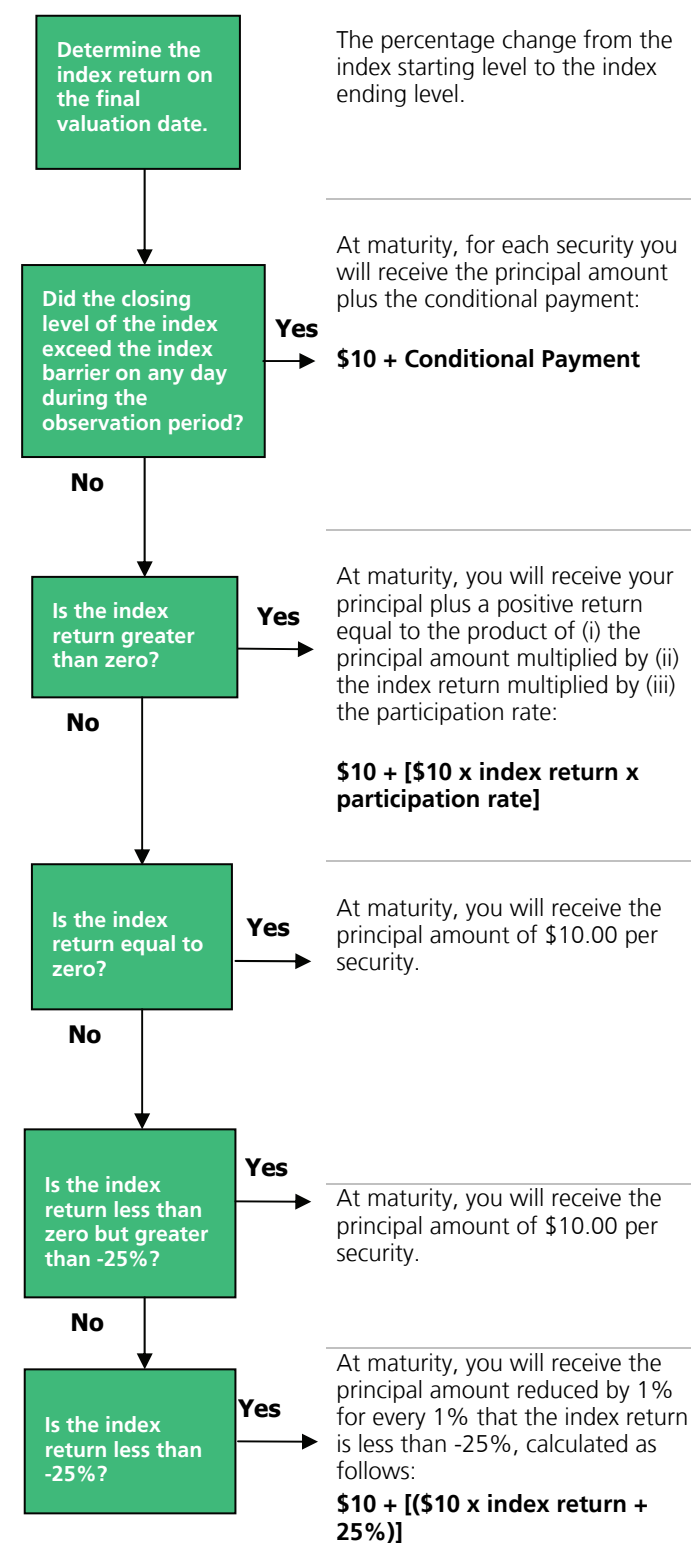 Determine the
index return on
the final
valuation date.
The percentage change from the
index starting level to the index
ending level.
Did the closing
level of the index
exceed the index
barrier on any day
during the
observation period?
Yes
At maturity, for each security you
will receive the principal amount
plus the conditional payment:
$10 + Conditional Payment
No
Is the index
return greater
than zero?
Yes
At maturity, you will receive your
principal plus a positive return
equal to the product of (i) the
principal amount multiplied by (ii)
the index return multiplied by (iii)
the participation rate:
$10 + [$10 x index return x
participation rate]
No
Is the index
return equal to
zero?
Yes
At maturity, you will receive the
principal amount of $10.00 per
security.
No
Is the index
return less than
zero but greater
than -25%?
Yes
At maturity, you will receive the
principal amount of $10.00 per
security.
No
Is the index
return less than
-25%?
Yes
At maturity, you will receive the
principal amount reduced by 1%
for every 1% that the index return
is less than -25%, calculated as
follows:
$10 + [($10 x index return +
25%)]